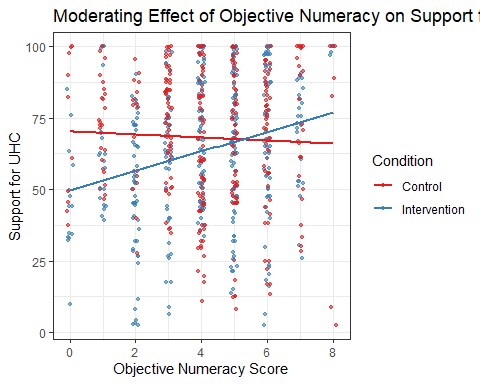 Moderating Effect of Objective Numeracy on Support
100
75
50
25
0
Support for UHC
0 2 4 6 8
Objective Numeracy Score
Condition
Control
Intervention